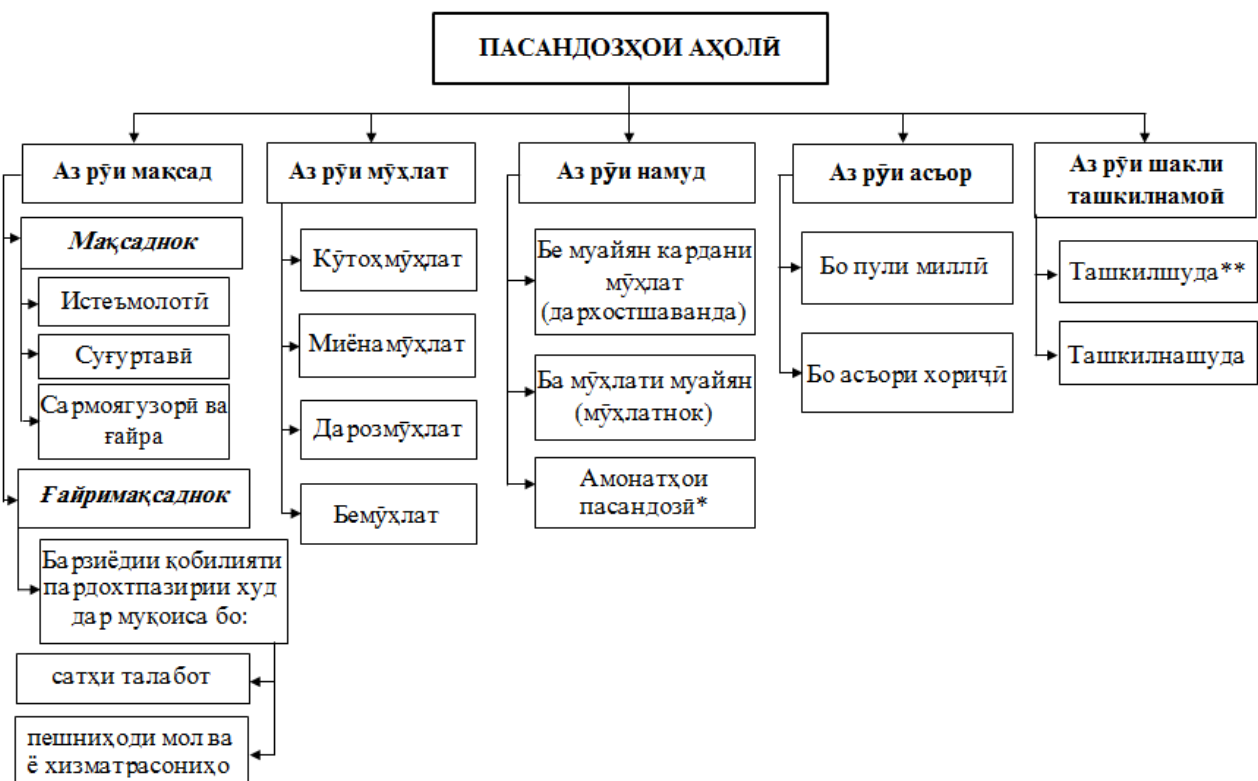 ПАСАНДОЗҲОИ АҲОЛӢ
Аз рӯи мақсад
Мақсаднок
Истеъмолотӣ
Суғуртавӣ
Сармоягузорӣ ва
ғайра
Ғайримақсаднок
Барзиёдии қобилияти
пардохтпазирии худ
дар муқоиса бо:
сатҳи талабот
пешниҳоди мол ва
ё хизматрасониҳо
Аз рӯи мӯҳлат
Кӯтоҳмӯҳлат
Миёнамӯҳлат
Дарозмӯҳлат
Бемӯҳлат
Аз рӯи намуд
Бе муайян кардани
мӯҳлат
(дархостшаванда)
Ба мӯҳлати муайян
(мӯҳлатнок)
Амонатҳои
пасандозӣ*
Аз рӯи асъор
Бо пули миллӣ
Бо асъори хориҷӣ
Аз рӯи шакли
ташкилнамоӣ
Ташкилшуда**
Ташкилнашуда